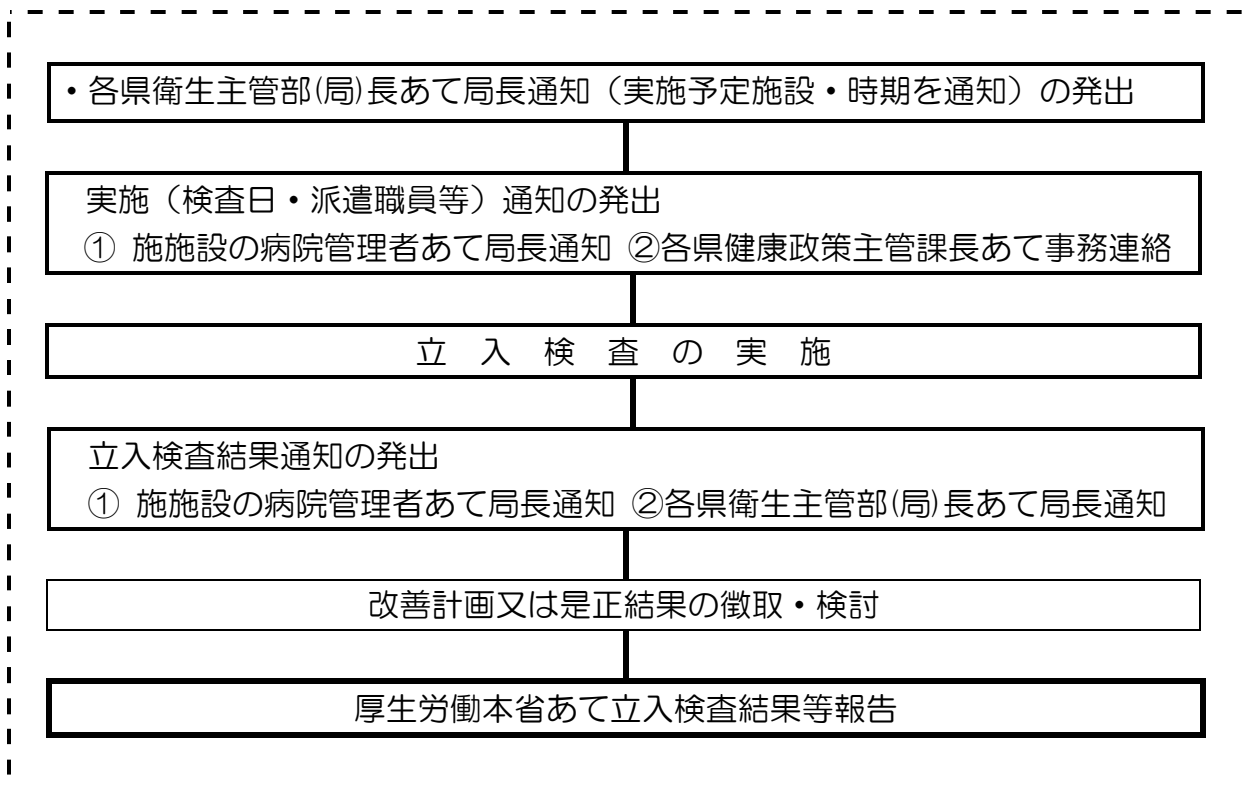 ・各県衛生主管部(局)長あて局長通知（実施予定施設・時期を通知）の発出
実施（検査日・派遣職員等）通知の発出
① 施施設の病院管理者あて局長通知 ②各県健康政策主管課長あて事務連絡
立 入 検 査 の 実 施
立入検査結果通知の発出
① 施施設の病院管理者あて局長通知 ②各県衛生主管部(局)長あて局長通知
改善計画又は是正結果の徴取・検討
厚生労働本省あて立入検査結果等報告